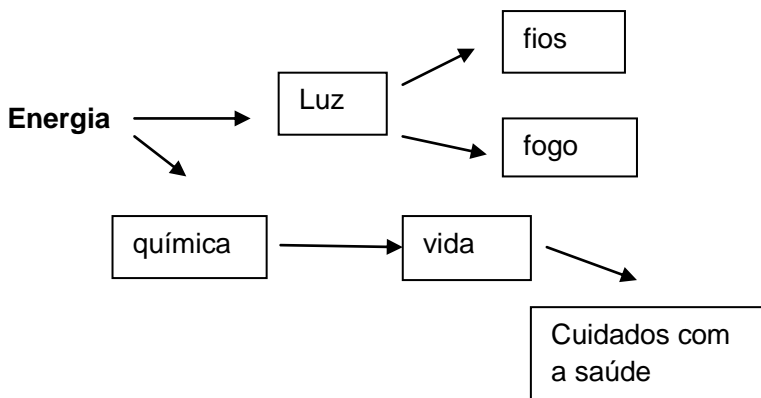 fios
Luz
Energia
fogo
química
vida
Cuidados com
a saúde